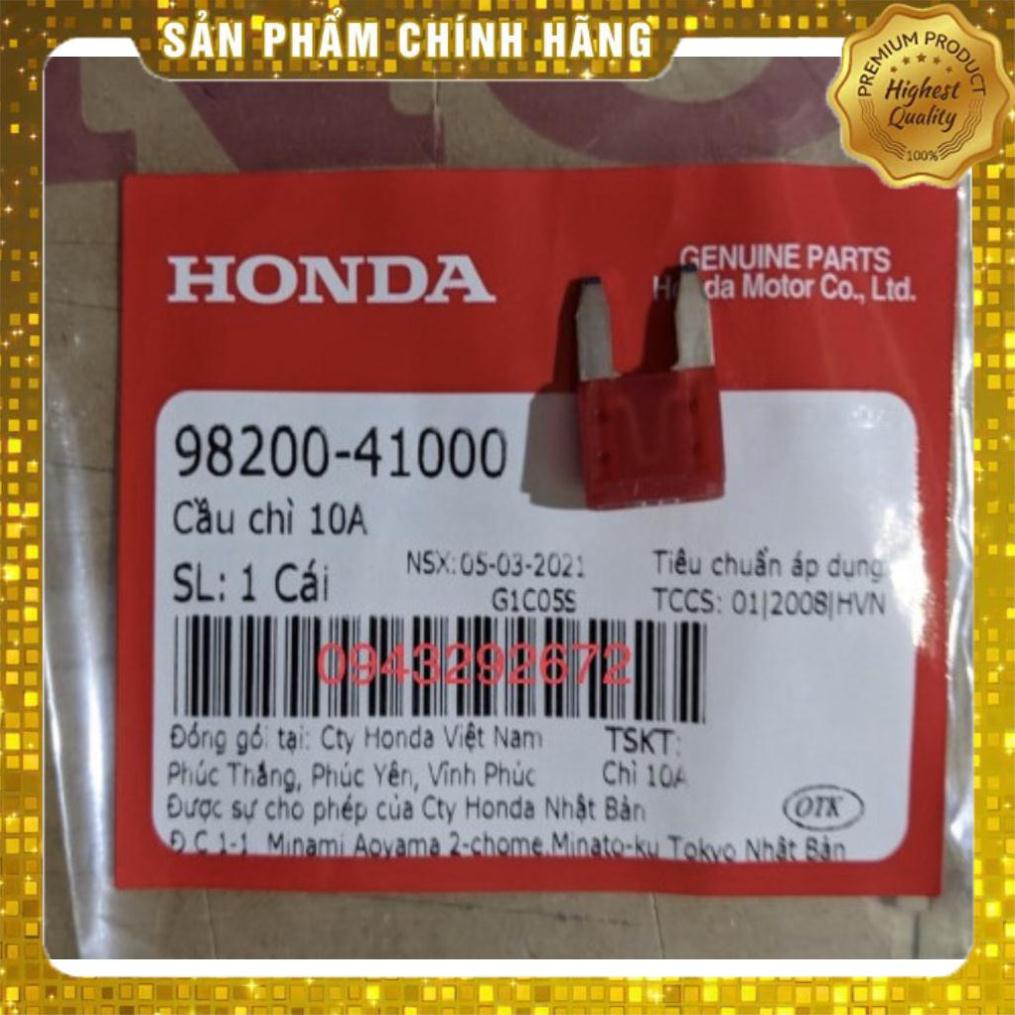 SẢN PHẨM CHÍNH HÃNG
PREMIUM PRODUCT
Highest
Quality
100%
HONDA
GENUINE PARTS
Honda Motor Co., Ltd.
98200-41000
Cầu chì 10A
SL: 1 Cái
NSX: 05-03-2021
G1C05S
Tiêu chuẩn áp dụng
TCCS: 01|2008|HVN
0943292672
Đóng gói tại: Cty Honda Việt Nam
Phúc Thắng, Phúc Yên, Vĩnh Phúc
TSKT:
Chì 10A
Được sự cho phép của Cty Honda Nhật Bản
Đ C 1-1 Minami Aoyama 2-chome,Minato-ku Tokyo Nhật Bản
OTK